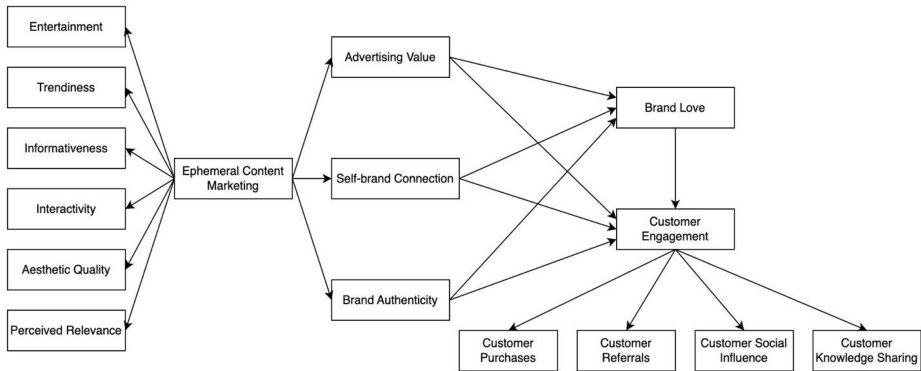 Entertainment
Trendiness
Informativeness
Interactivity
Aesthetic Quality
Perceived Relevance
Ephemeral Content
Marketing
Advertising Value
Self-brand Connection
Brand Authenticity
Brand Love
Customer
Engagement
Customer
Purchases
Customer
Referrals
Customer Social
Influence
Customer
Knowledge Sharing